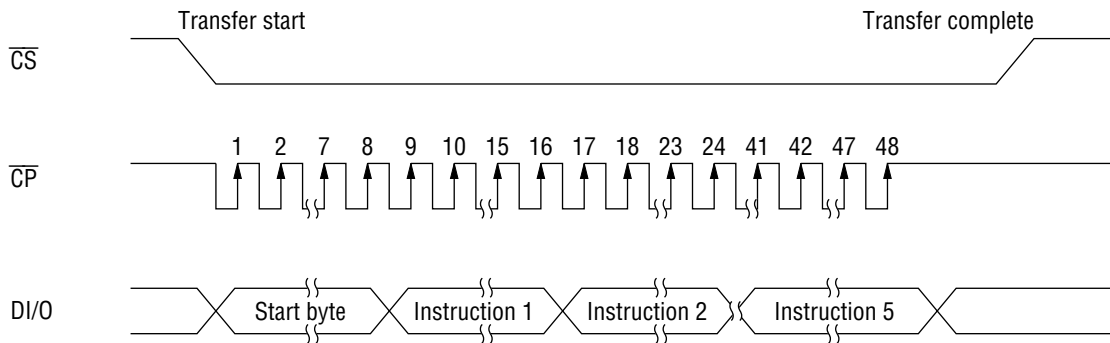 Transfer start Transfer complete
CS
1 2 7 8 9 10 15 16 17 18 23 24 41 42 47 48
CP
DI/O Start byte Instruction 1 Instruction 2 Instruction 5